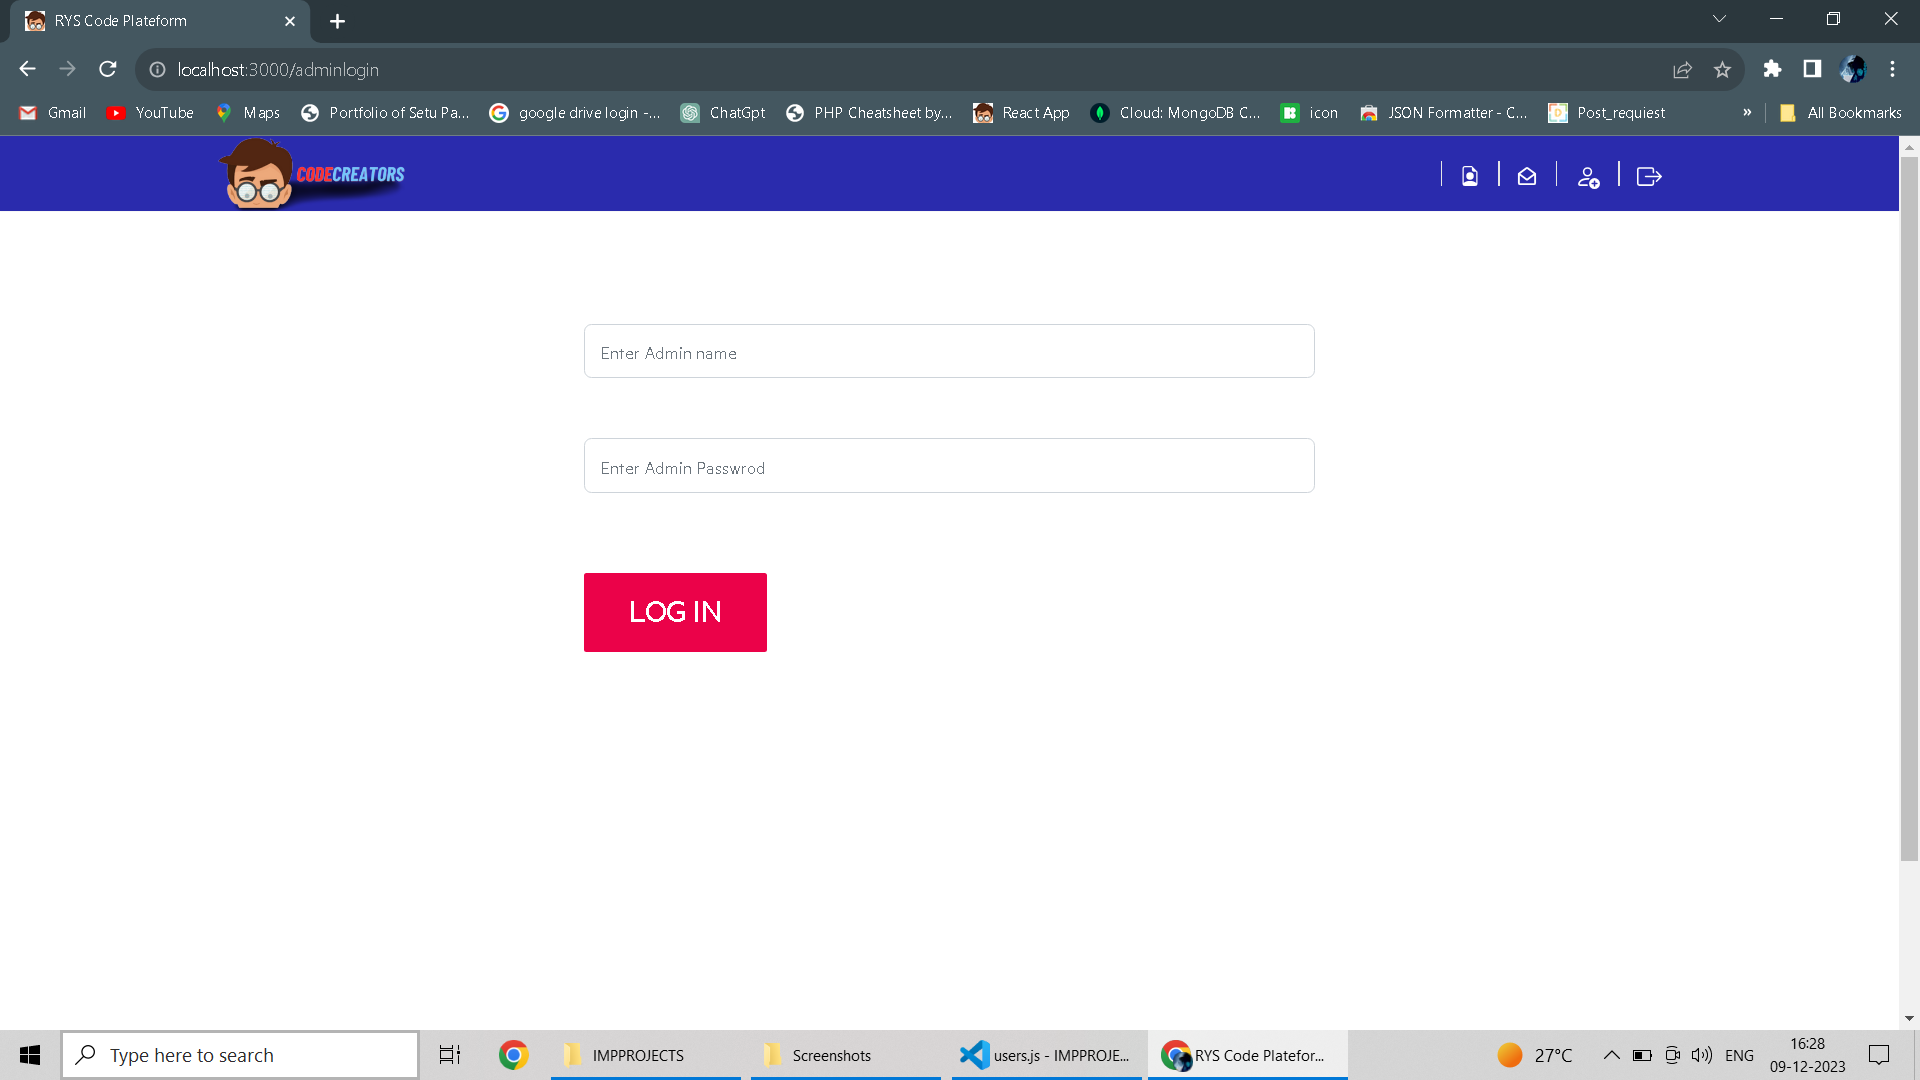 RYS Code Plateform
localhost:3000/adminlogin
Gmail YouTube Maps Portfolio of Setu Pa... google drive login -... ChatGpt PHP Cheatsheet by... React App Cloud: MongoDB C... icon JSON Formatter - C... Post_requiest » All Bookmarks
CODECREATORS
Enter Admin name
Enter Admin Passwrod
LOG IN
Type here to search IMPPROJECTS Screenshots users.js - IMPPROJE... RYS Code Platefor... 27°C ENG 16:28
09-12-2023